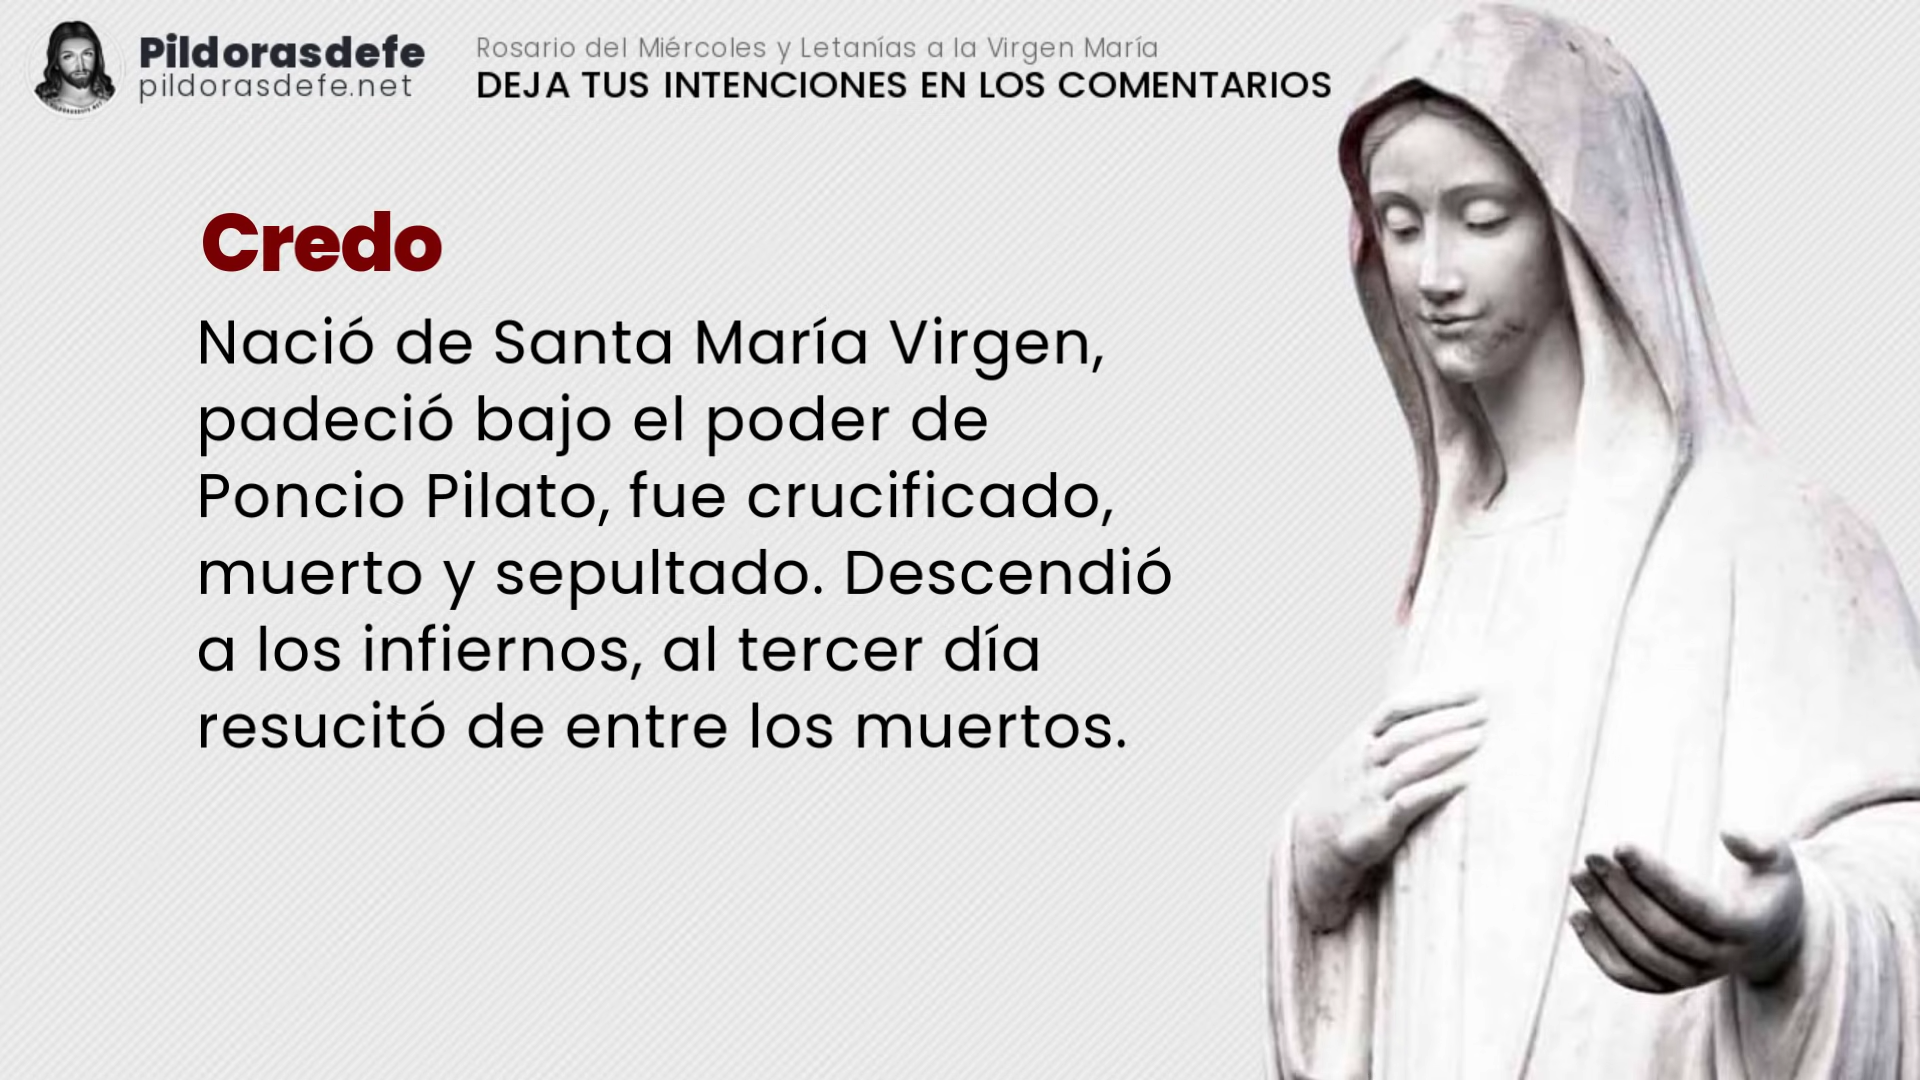 Pildorasdefe
pildorasdefe.net
Rosario del Miércoles y Letanías a la Virgen María
DEJA TUS INTENCIONES EN LOS COMENTARIOS
Credo
Nació de Santa María Virgen,
padeció bajo el poder de
Poncio Pilato, fue crucificado,
muerto y sepultado. Descendió
a los infiernos, al tercer día
resucitó de entre los muertos.